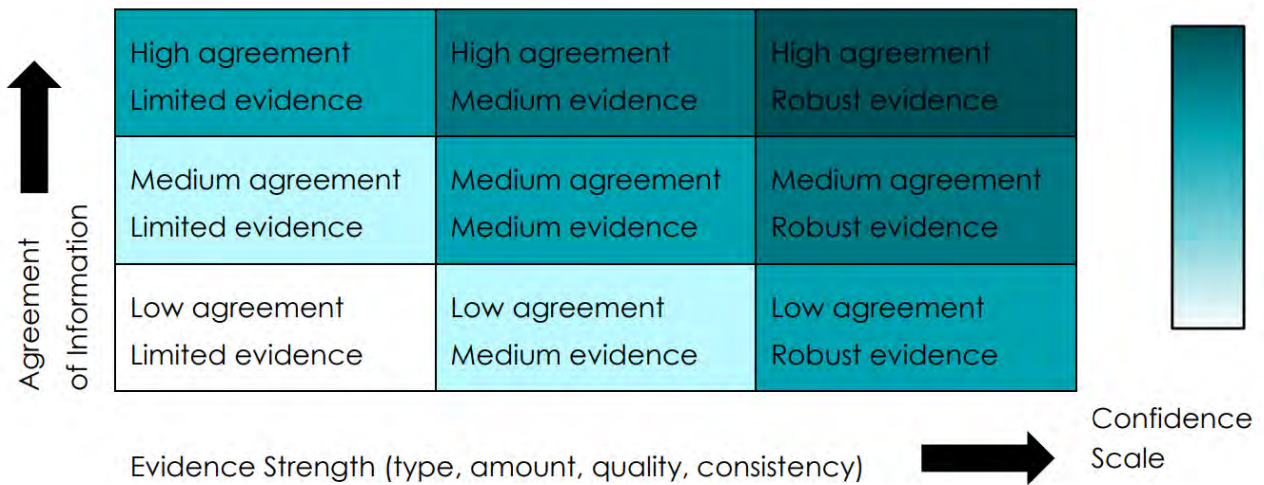 High agreement
Limited evidence
High agreement
Medium evidence
High agreement
Robust evidence
Medium agreement
Limited evidence
Medium agreement
Medium evidence
Medium agreement
Robust evidence
Low agreement
Limited evidence
Low agreement
Medium evidence
Low agreement
Robust evidence
Agreement
of Information
Evidence Strength (type, amount, quality, consistency)
Confidence
Scale